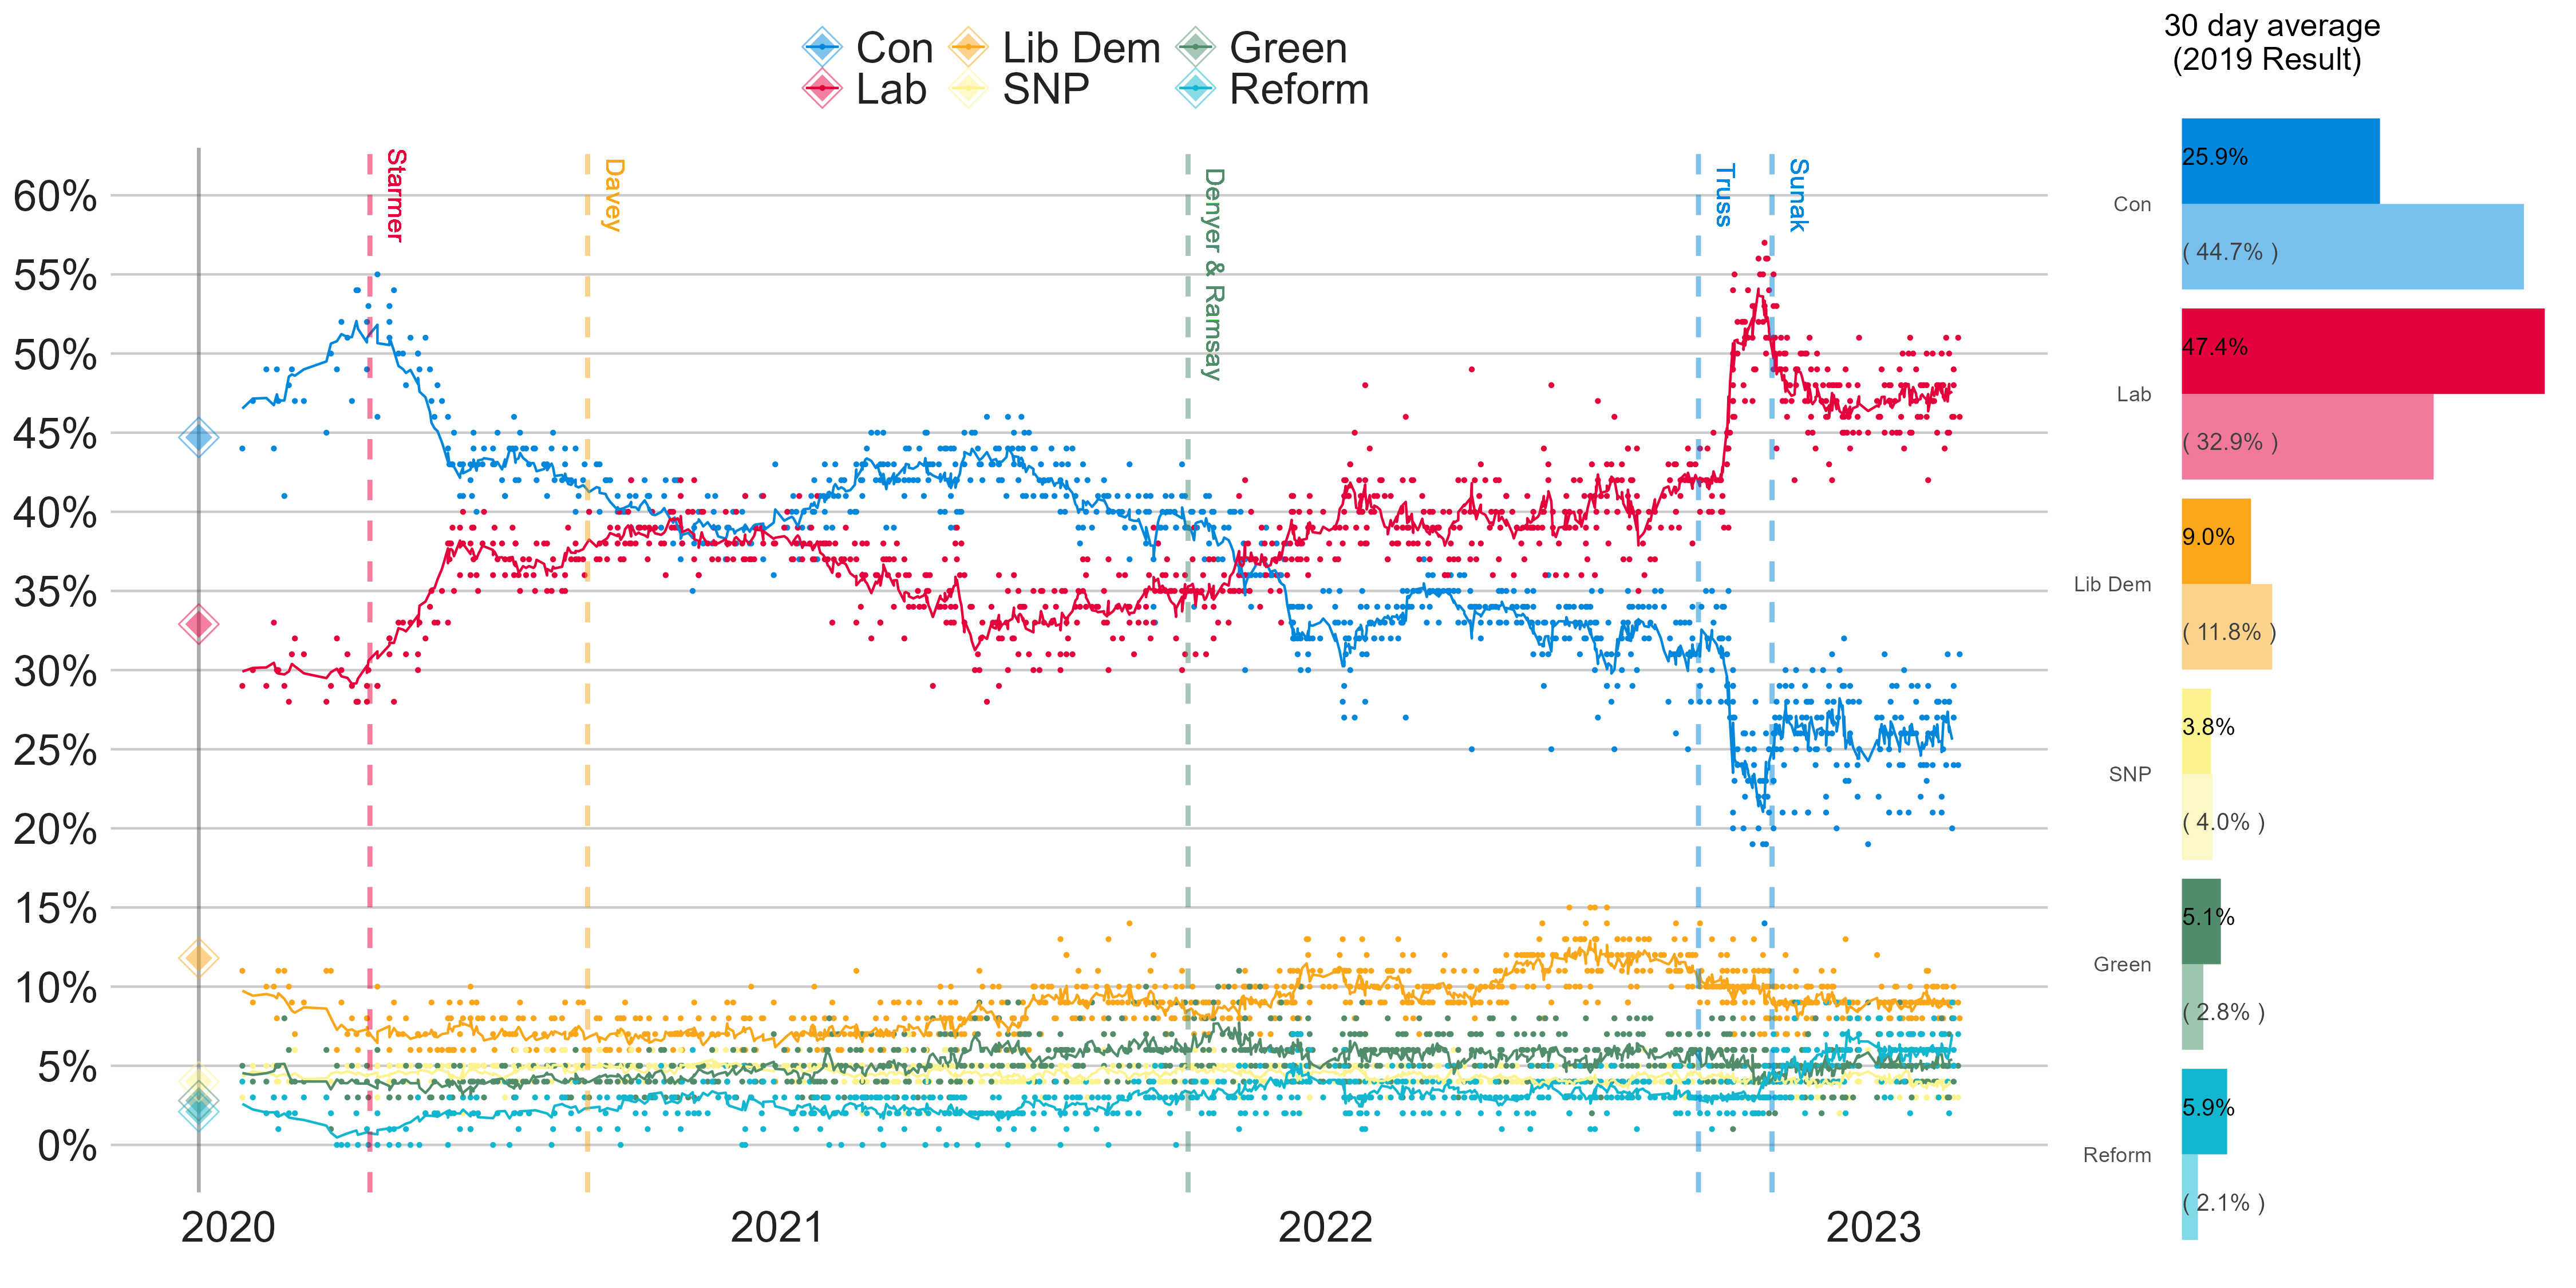 Con Lib Dem Green
Lab SNP Reform
30 day average
(2019 Result)
60%
55%
50%
45%
40%
35%
30%
25%
20%
15%
10%
5%
0%
Starmer
Davey
Denyer & Ramsay
Truss
Sunak
2020 2021 2022 2023
Con
25.9%
( 44.7% )
Lab
47.4%
( 32.9% )
Lib Dem
9.0%
( 11.8% )
SNP
3.8%
( 4.0% )
Green
5.1%
( 2.8% )
Reform
5.9%
( 2.1% )